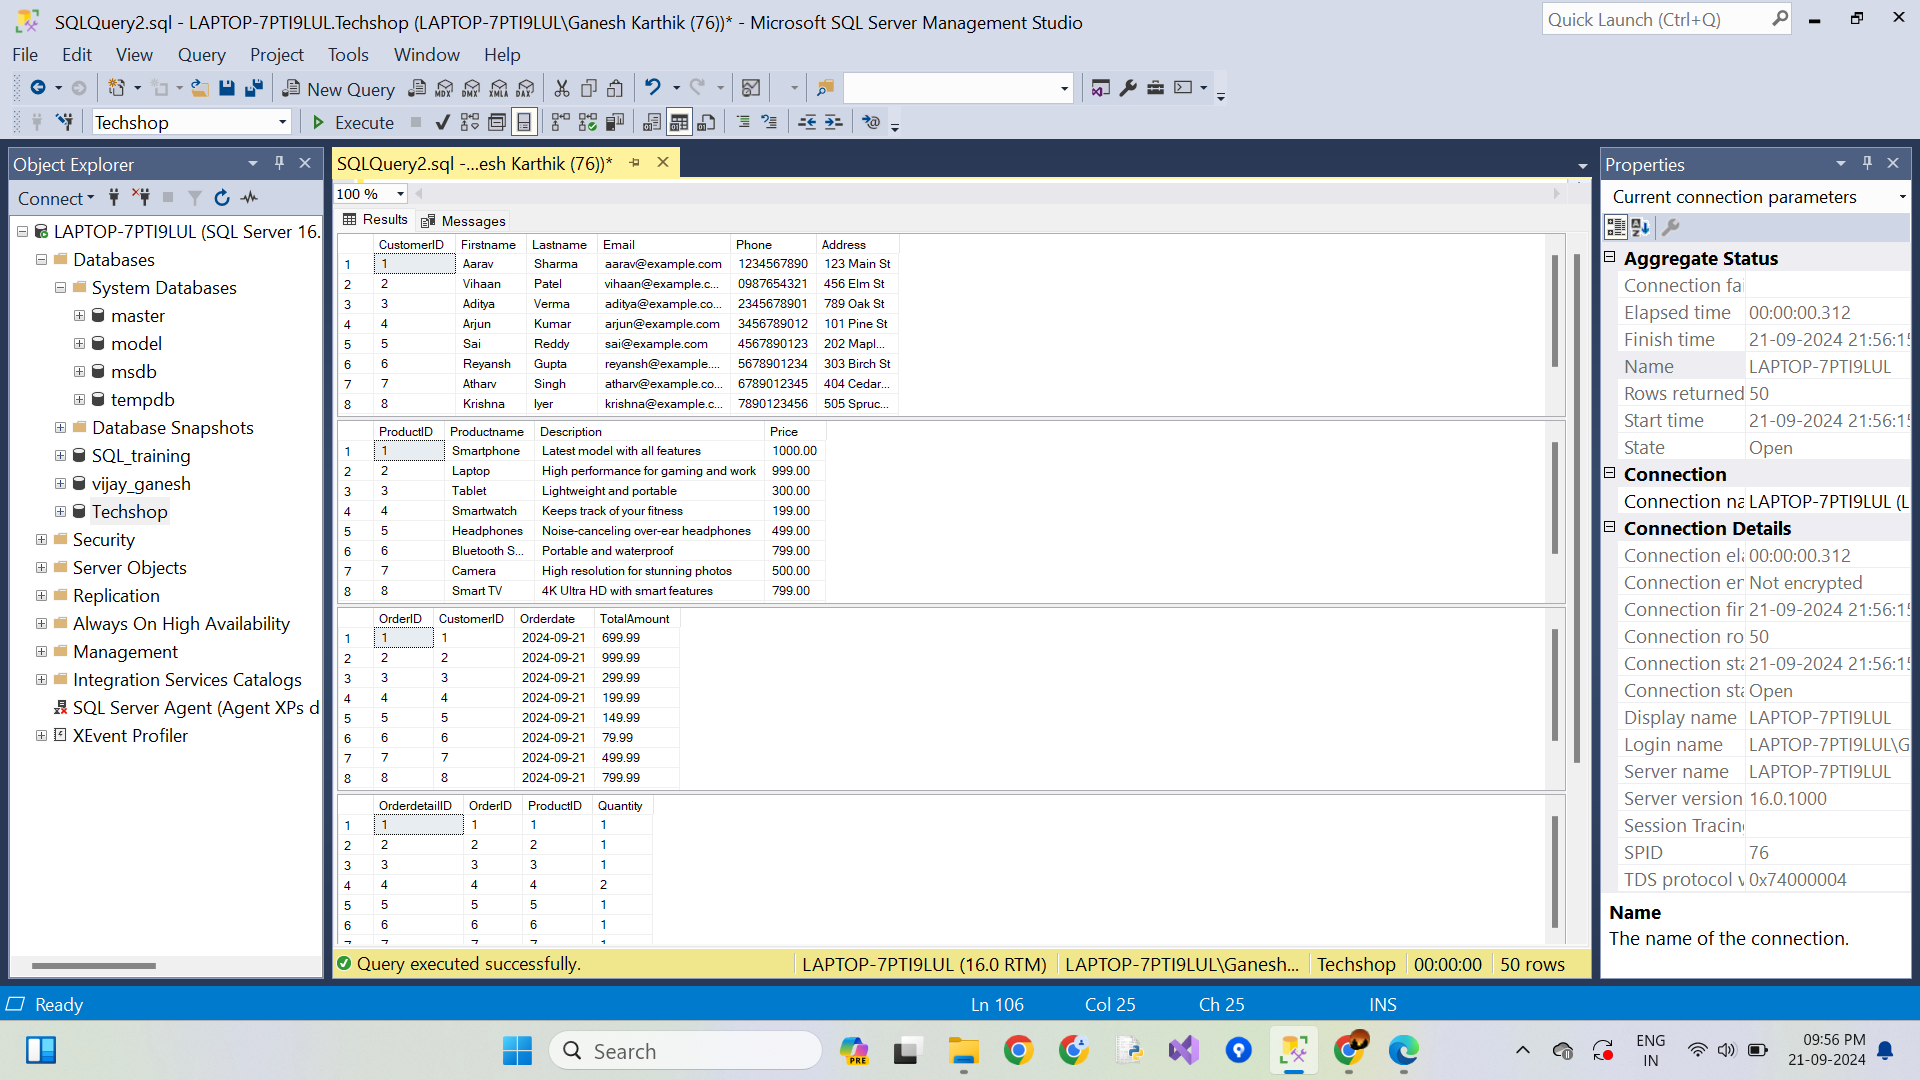 SQLQuery2.sql - LAPTOP-7PTI9LUL.Techshop (LAPTOP-7PTI9LUL\Ganesh Karthik (76))* - Microsoft SQL Server Management Studio
Quick Launch (Ctrl+Q)
File Edit View Query Project Tools Window Help
New Query
MDX DMX XMLA DAX
Techshop
Execute
Object Explorer
SQLQuery2.sql -...esh Karthik (76))*
Properties
Connect
100 %
Current connection parameters
Results Messages
LAPTOP-7PTI9LUL (SQL Server 16.
Databases
System Databases
master
model
msdb
tempdb
Database Snapshots
SQL_training
vijay_ganesh
Techshop
Security
Server Objects
Replication
Always On High Availability
Management
Integration Services Catalogs
SQL Server Agent (Agent XPs d
XEvent Profiler
CustomerID Firstname Lastname Email Phone Address
1 1 Aarav Sharma aarav@example.com 1234567890 123 Main St
2 2 Vihaan Patel vihaan@example.c... 0987654321 456 Elm St
3 3 Aditya Verma aditya@example.co... 2345678901 789 Oak St
4 4 Arjun Kumar arjun@example.com 3456789012 101 Pine St
5 5 Sai Reddy sai@example.com 4567890123 202 Mapl...
6 6 Reyansh Gupta reyansh@example.... 5678901234 303 Birch St
7 7 Atharv Singh atharv@example.co... 6789012345 404 Cedar...
8 8 Krishna Iyer krishna@example.c... 7890123456 505 Spruc...
ProductID Productname Description Price
1 1 Smartphone Latest model with all features 1000.00
2 2 Laptop High performance for gaming and work 999.00
3 3 Tablet Lightweight and portable 300.00
4 4 Smartwatch Keeps track of your fitness 199.00
5 5 Headphones Noise-canceling over-ear headphones 499.00
6 6 Bluetooth S... Portable and waterproof 799.00
7 7 Camera High resolution for stunning photos 500.00
8 8 Smart TV 4K Ultra HD with smart features 799.00
OrderID CustomerID Orderdate TotalAmount
1 1 1 2024-09-21 699.99
2 2 2 2024-09-21 999.99
3 3 3 2024-09-21 299.99
4 4 4 2024-09-21 199.99
5 5 5 2024-09-21 149.99
6 6 6 2024-09-21 79.99
7 7 7 2024-09-21 499.99
8 8 8 2024-09-21 799.99
OrderdetailID OrderID ProductID Quantity
1 1 1 1 1
2 2 2 2 1
3 3 3 3 1
4 4 4 4 2
5 5 5 5 1
6 6 6 6 1
Query executed successfully.
LAPTOP-7PTI9LUL (16.0 RTM) LAPTOP-7PTI9LUL\Ganesh... Techshop 00:00:00 50 rows
Aggregate Status
Connection fai
Elapsed time 00:00:00.312
Finish time 21-09-2024 21:56:15
Name LAPTOP-7PTI9LUL
Rows returned 50
Start time 21-09-2024 21:56:15
State Open
Connection
Connection na LAPTOP-7PTI9LUL (L
Connection Details
Connection ela 00:00:00.312
Connection en Not encrypted
Connection fin 21-09-2024 21:56:15
Connection ro 50
Connection sta 21-09-2024 21:56:15
Connection sta Open
Display name LAPTOP-7PTI9LUL
Login name LAPTOP-7PTI9LUL\G
Server name LAPTOP-7PTI9LUL
Server version 16.0.1000
Session Tracin
SPID 76
TDS protocol v 0x74000004
Name
The name of the connection.
Ready
Ln 106 Col 25 Ch 25 INS
Search
PRE
ENG
IN
09:56 PM
21-09-2024